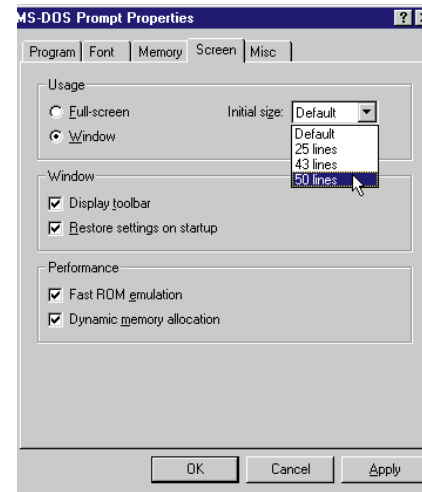 MS-DOS Prompt Properties ?
Program Font Memory Screen Misc
Usage
Full-screen Initial size: Default
Window
Default
25 lines
43 lines
50 lines
Window
Display toolbar
Restore settings on startup
Performance
Fast ROM emulation
Dynamic memory allocation
OK Cancel Apply